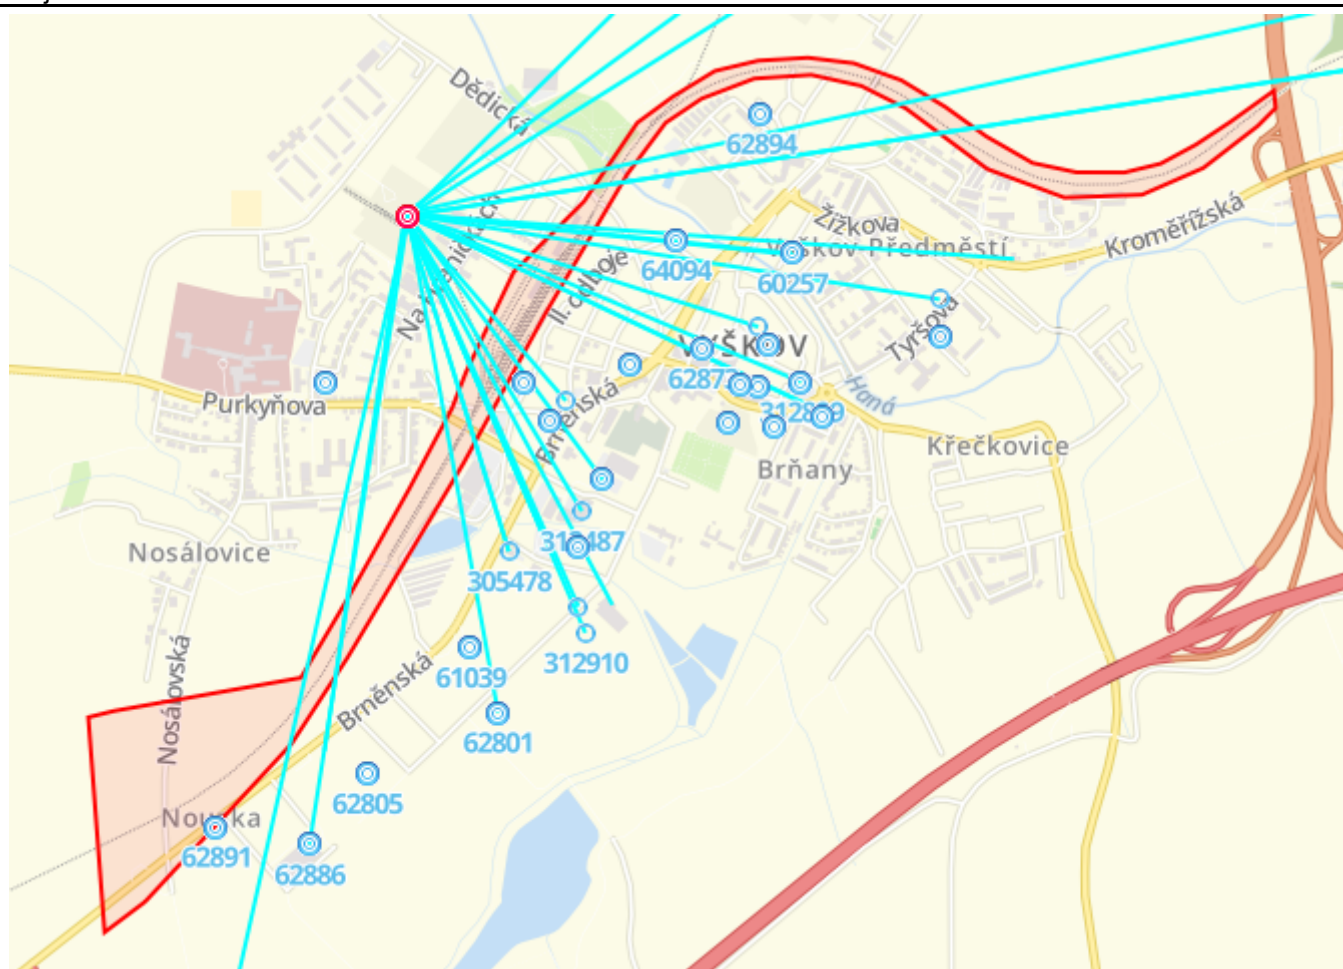 Dědická
62894
Žižkova
Vyškov-Předměstí
Kroměřížská
64094
60257
II. odboje
Tyršova
VYŠKOV
Haná
Purkyňova
Brněnská
Křečkovice
Brňany
Nosálovice
305478
312910
61039
Nosálovská
Brněnská
62801
62805
62891
62886